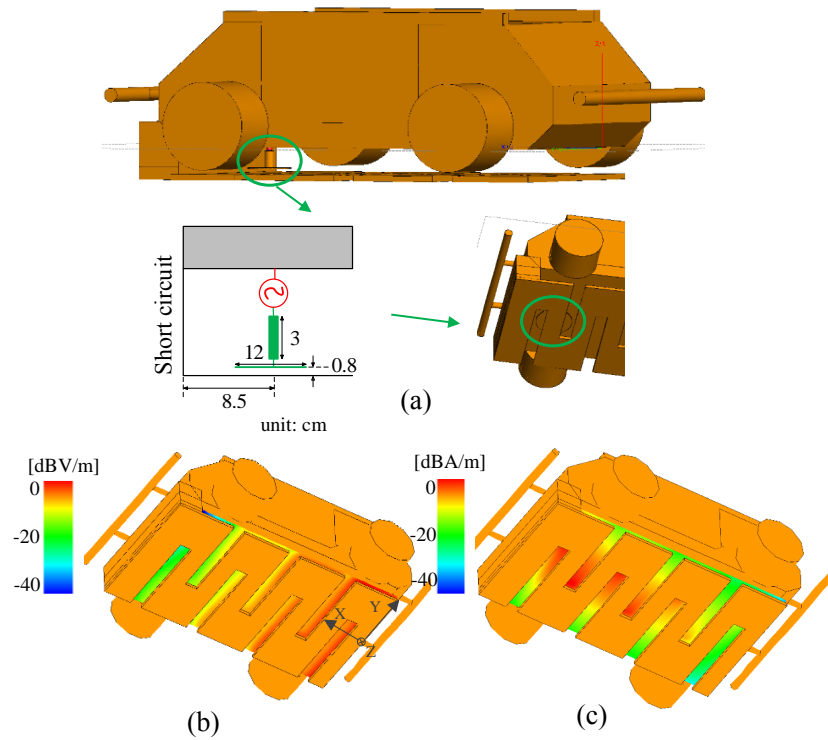 Short circuit
12
3
0.8
8.5
(a)
unit: cm
[dBV/m]
0
-20
-40
X
Y
Z
(b)
[dBA/m]
0
-20
-40
(c)